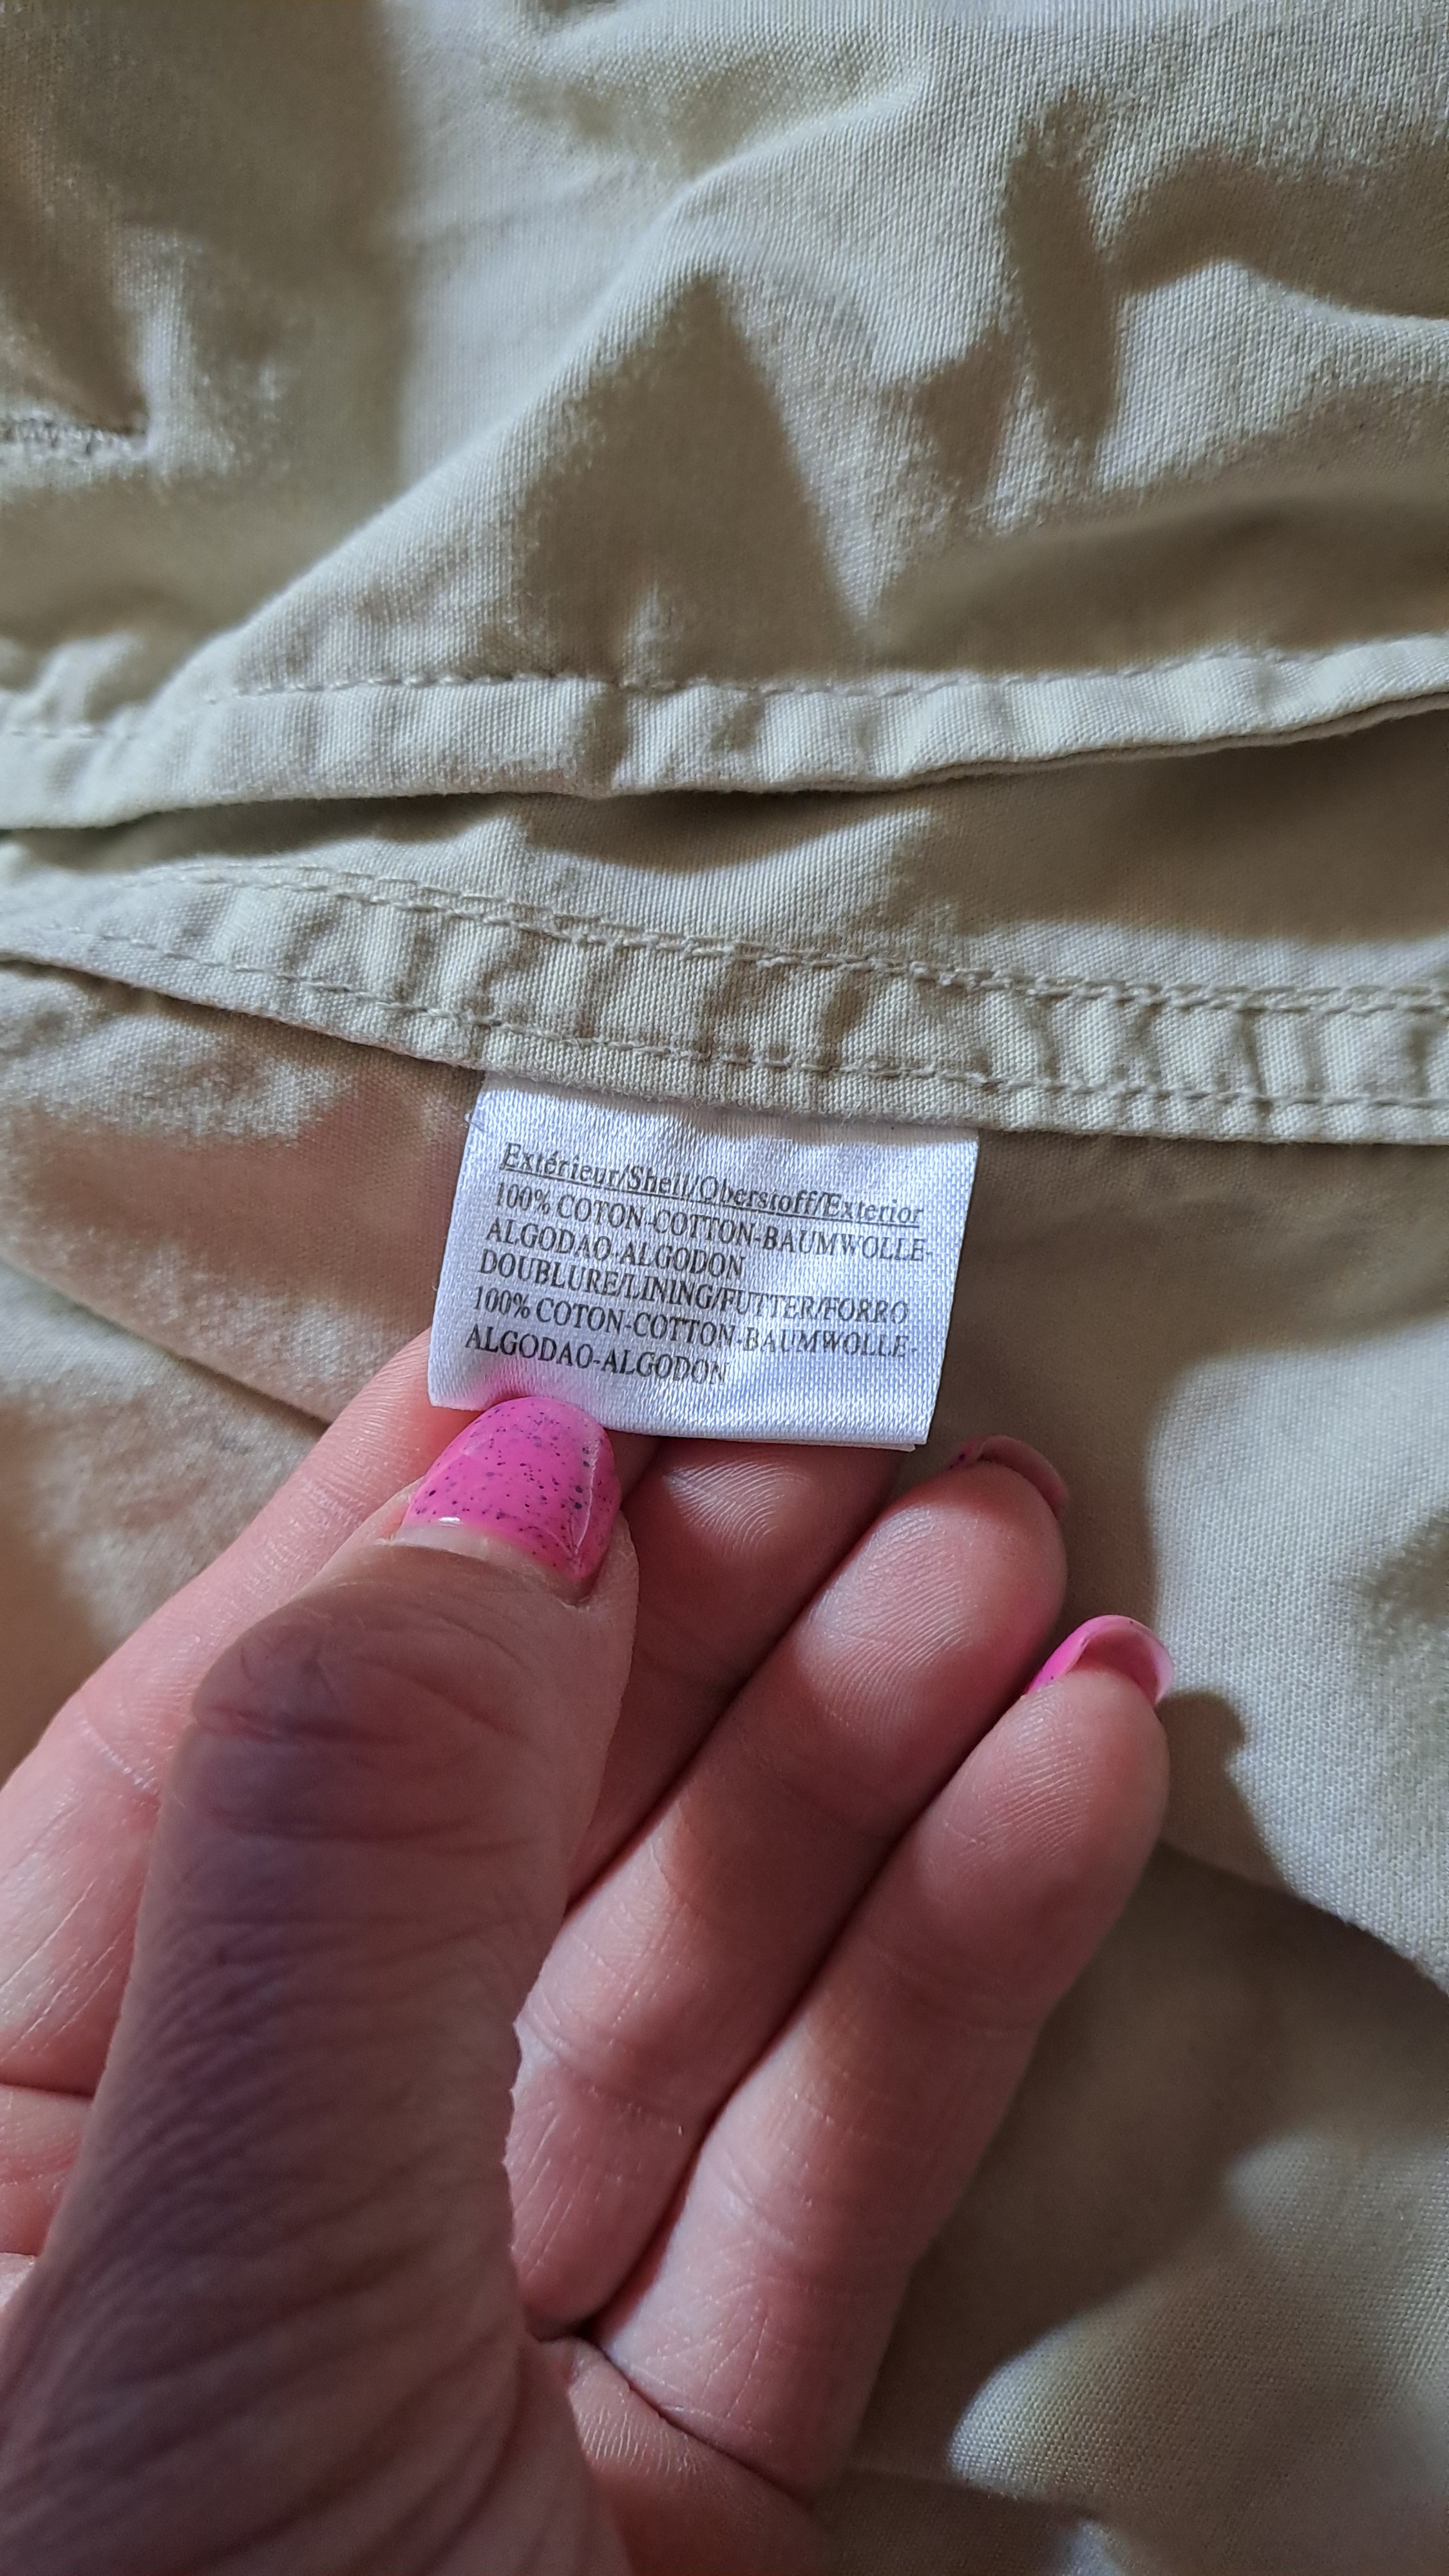 Extérieur/Shell/Oberstoff/Exterior
100% COTON-COTTON-BAUMWOLLE-
ALGODAO-ALGODON
DOUBLURE/LINING/FUTTER/FORRO
100% COTON-COTTON-BAUMWOLLE-
ALGODAO-ALGODON